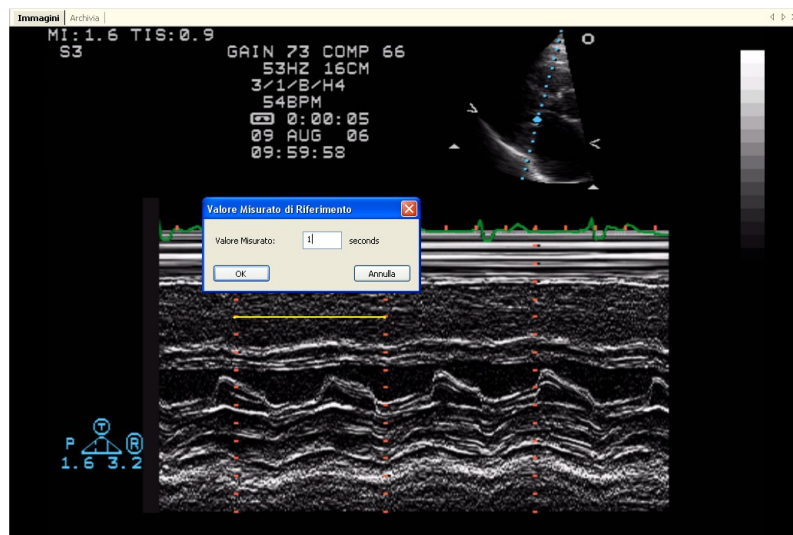 Immagini Archivia
MI:1.6 TIS:0.9
S3
GAIN 73 COMP 66
53HZ 16CM
3/1/B/H4
54BPM
0:00:05
09 AUG 06
09:59:58
Valore Misurato di Riferimento
Valore Misurato: 1 seconds
OK Annulla
T
P R
1.6 3.2